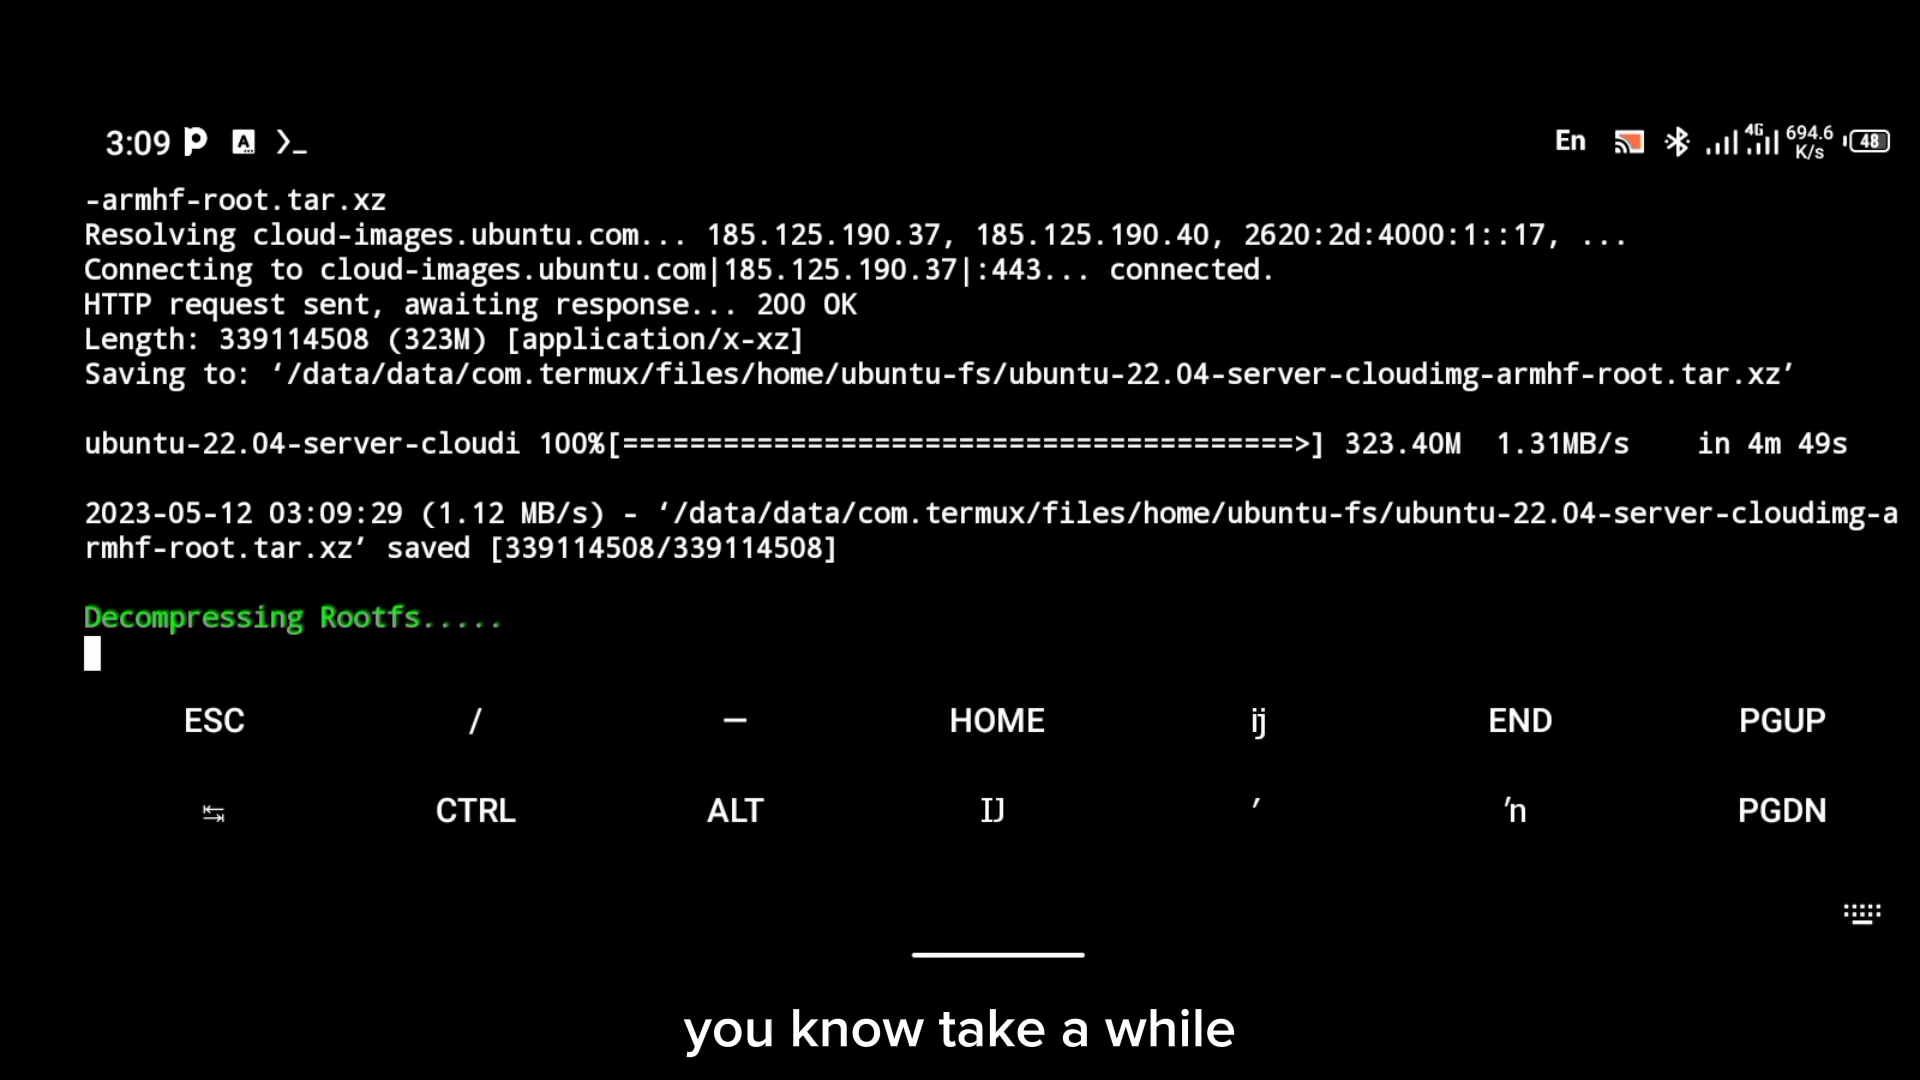 3:09 P A >_ En 4G 694.6 K/s 48
-armhf-root.tar.xz
Resolving cloud-images.ubuntu.com... 185.125.190.37, 185.125.190.40, 2620:2d:4000:1::17, ...
Connecting to cloud-images.ubuntu.com|185.125.190.37|:443... connected.
HTTP request sent, awaiting response... 200 OK
Length: 339114508 (323M) [application/x-xz]
Saving to: ‘/data/data/com.termux/files/home/ubuntu-fs/ubuntu-22.04-server-cloudimg-armhf-root.tar.xz’
ubuntu-22.04-server-cloudi 100%[========================================>] 323.40M 1.31MB/s in 4m 49s
2023-05-12 03:09:29 (1.12 MB/s) - ‘/data/data/com.termux/files/home/ubuntu-fs/ubuntu-22.04-server-cloudimg-a
rmhf-root.tar.xz’ saved [339114508/339114508]
Decompressing Rootfs.....
ESC / — HOME ĳ END PGUP
↹ CTRL ALT Ĳ ′ ŉ PGDN
you know take a while